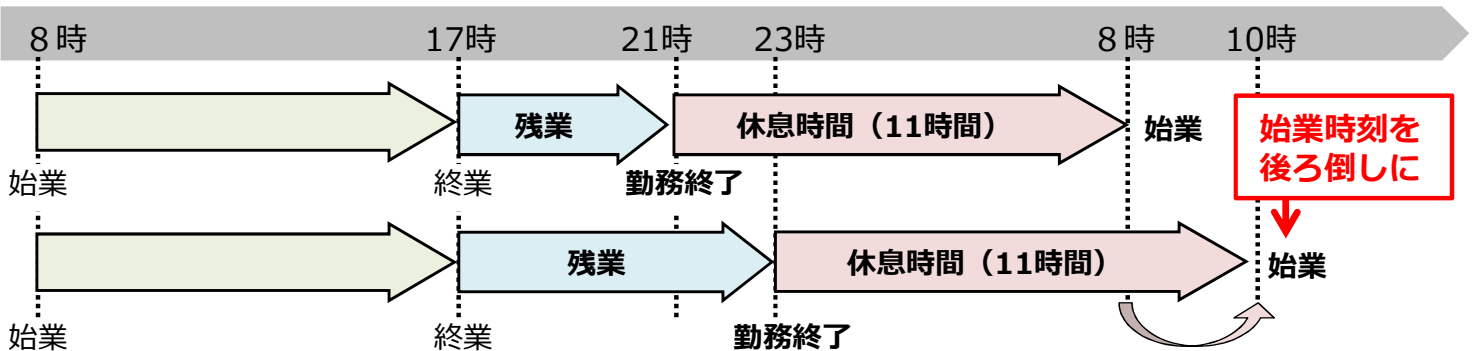 ８時 17時 21時 23時 ８時 10時
残業 休息時間（11時間） 始業
始業時刻を
後ろ倒しに
始業 終業 勤務終了
残業 休息時間（11時間） 始業
始業 終業 勤務終了